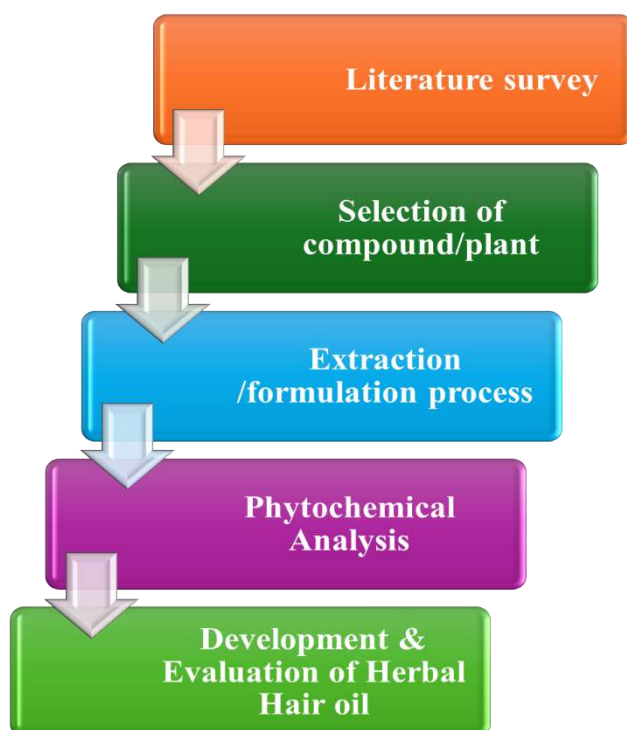 Literature survey
Selection of
compound/plant
Extraction
/formulation process
Phytochemical
Analysis
Development &
Evaluation of Herbal
Hair oil